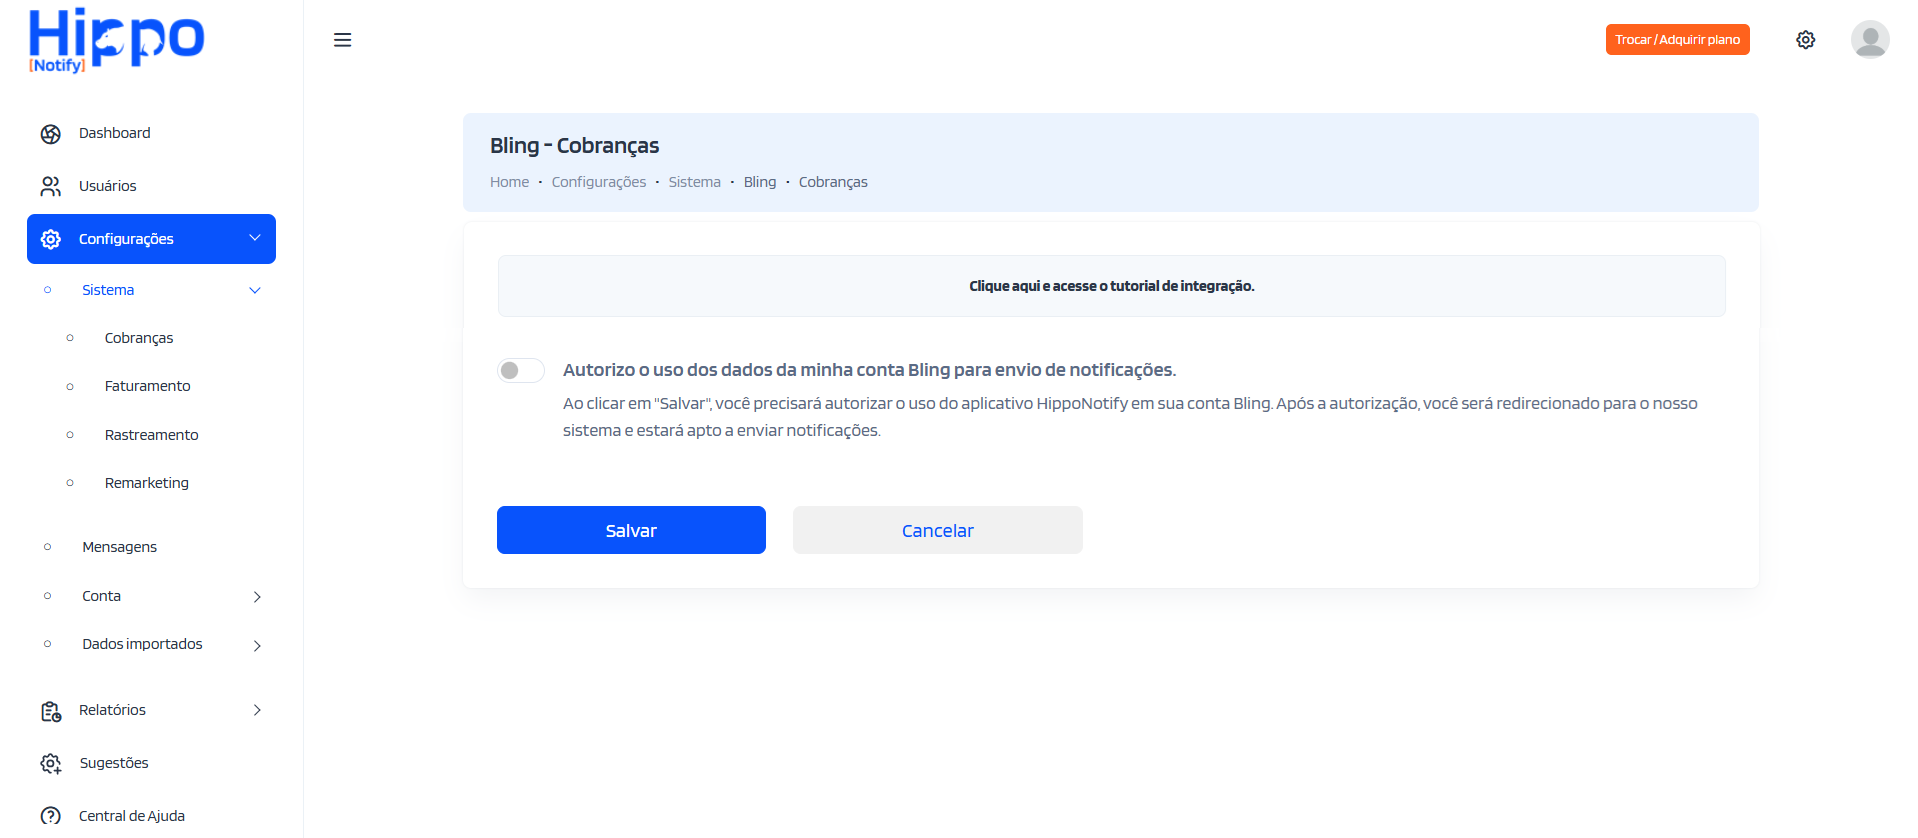 Hippo
[Notify]
Trocar / Adquirir plano
Dashboard
Usuários
Configurações
Sistema
Cobranças
Faturamento
Rastreamento
Remarketing
Mensagens
Conta
Dados importados
Relatórios
Sugestões
Central de Ajuda
Bling - Cobranças
Home • Configurações • Sistema • Bling • Cobranças
Clique aqui e acesse o tutorial de integração.
Autorizo o uso dos dados da minha conta Bling para envio de notificações.
Ao clicar em "Salvar", você precisará autorizar o uso do aplicativo HippoNotify em sua conta Bling. Após a autorização, você será redirecionado para o nosso
sistema e estará apto a enviar notificações.
Salvar
Cancelar